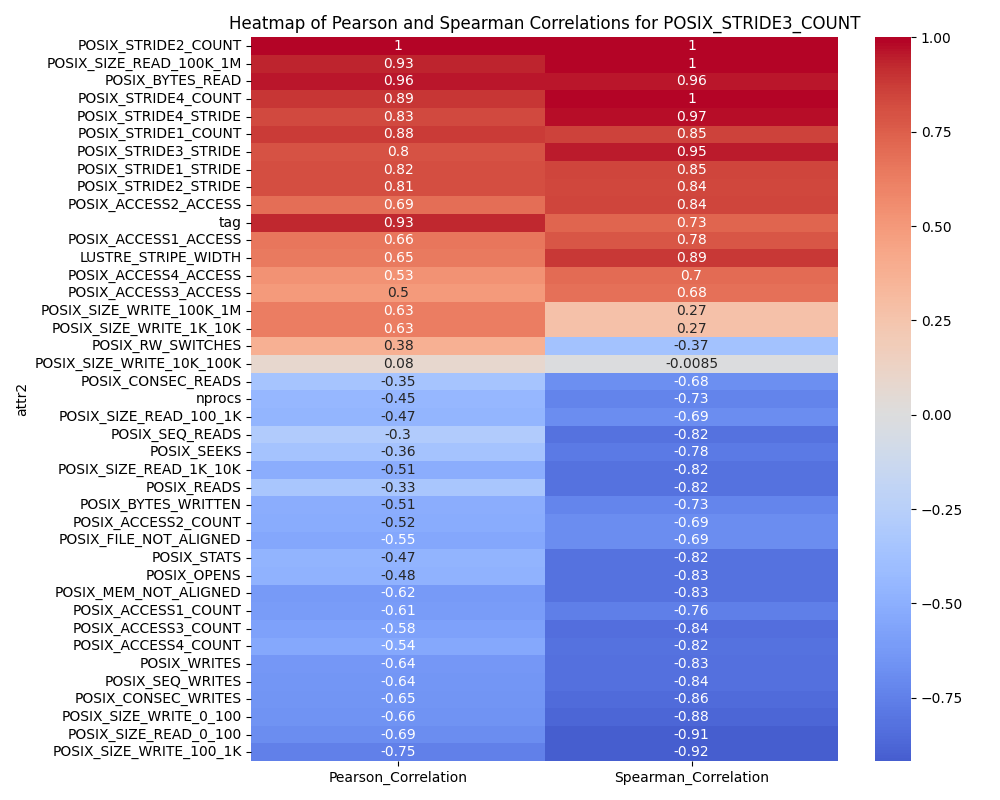 Heatmap of Pearson and Spearman Correlations for POSIX_STRIDE3_COUNT
POSIX_STRIDE2_COUNT 1 1
POSIX_SIZE_READ_100K_1M 0.93 1
POSIX_BYTES_READ 0.96 0.96
POSIX_STRIDE4_COUNT 0.89 1
POSIX_STRIDE4_STRIDE 0.83 0.97
POSIX_STRIDE1_COUNT 0.88 0.85
POSIX_STRIDE3_STRIDE 0.8 0.95
POSIX_STRIDE1_STRIDE 0.82 0.85
POSIX_STRIDE2_STRIDE 0.81 0.84
POSIX_ACCESS2_ACCESS 0.69 0.84
tag 0.93 0.73
POSIX_ACCESS1_ACCESS 0.66 0.78
LUSTRE_STRIPE_WIDTH 0.65 0.89
POSIX_ACCESS4_ACCESS 0.53 0.7
POSIX_ACCESS3_ACCESS 0.5 0.68
POSIX_SIZE_WRITE_100K_1M 0.63 0.27
POSIX_SIZE_WRITE_1K_10K 0.63 0.27
POSIX_RW_SWITCHES 0.38 -0.37
POSIX_SIZE_WRITE_10K_100K 0.08 -0.0085
POSIX_CONSEC_READS -0.35 -0.68
nprocs -0.45 -0.73
POSIX_SIZE_READ_100_1K -0.47 -0.69
POSIX_SEQ_READS -0.3 -0.82
POSIX_SEEKS -0.36 -0.78
POSIX_SIZE_READ_1K_10K -0.51 -0.82
POSIX_READS -0.33 -0.82
POSIX_BYTES_WRITTEN -0.51 -0.73
POSIX_ACCESS2_COUNT -0.52 -0.69
POSIX_FILE_NOT_ALIGNED -0.55 -0.69
POSIX_STATS -0.47 -0.82
POSIX_OPENS -0.48 -0.83
POSIX_MEM_NOT_ALIGNED -0.62 -0.83
POSIX_ACCESS1_COUNT -0.61 -0.76
POSIX_ACCESS3_COUNT -0.58 -0.84
POSIX_ACCESS4_COUNT -0.54 -0.82
POSIX_WRITES -0.64 -0.83
POSIX_SEQ_WRITES -0.64 -0.84
POSIX_CONSEC_WRITES -0.65 -0.86
POSIX_SIZE_WRITE_0_100 -0.66 -0.88
POSIX_SIZE_READ_0_100 -0.69 -0.91
POSIX_SIZE_WRITE_100_1K -0.75 -0.92
attr2
Pearson_Correlation Spearman_Correlation
1.00
0.75
0.50
0.25
0.00
-0.25
-0.50
-0.75